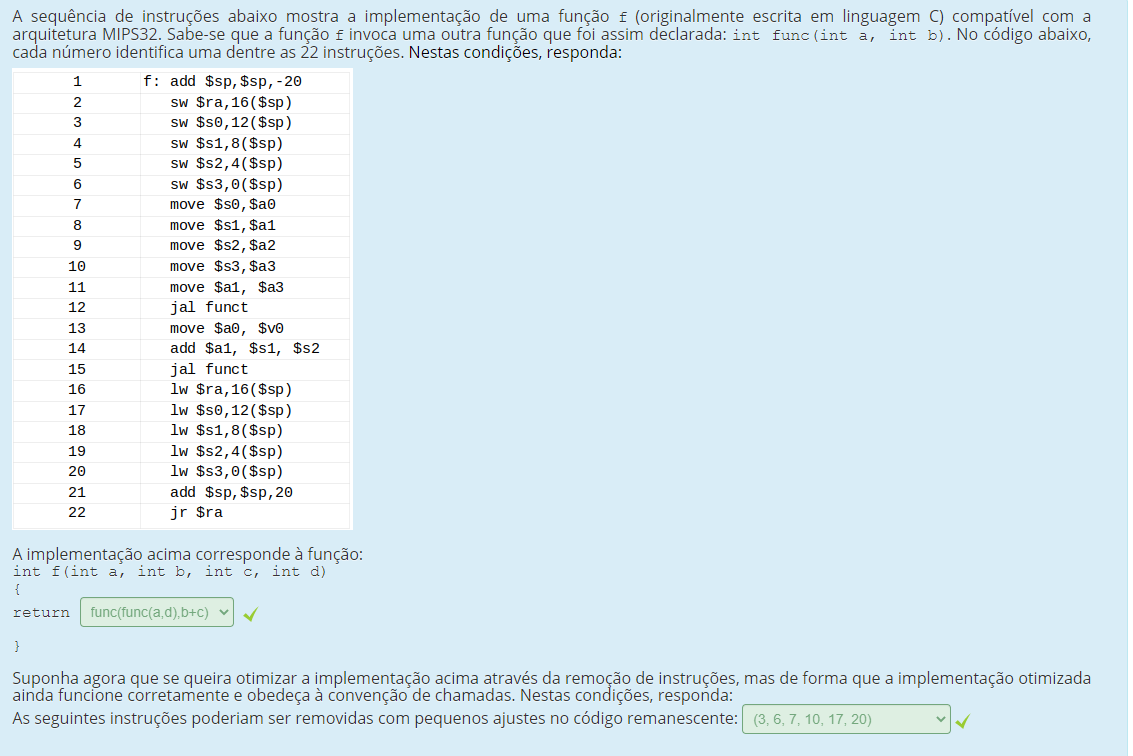 A sequência de instruções abaixo mostra a implementação de uma função f (originalmente escrita em linguagem C) compatível com a
arquitetura MIPS32. Sabe-se que a função f invoca uma outra função que foi assim declarada: int func(int a, int b). No código abaixo,
cada número identifica uma dentre as 22 instruções. Nestas condições, responda:
1 f: add $sp,$sp,-20
2 sw $ra,16($sp)
3 sw $s0,12($sp)
4 sw $s1,8($sp)
5 sw $s2,4($sp)
6 sw $s3,0($sp)
7 move $s0,$a0
8 move $s1,$a1
9 move $s2,$a2
10 move $s3,$a3
11 move $a1, $a3
12 jal funct
13 move $a0, $v0
14 add $a1, $s1, $s2
15 jal funct
16 lw $ra,16($sp)
17 lw $s0,12($sp)
18 lw $s1,8($sp)
19 lw $s2,4($sp)
20 lw $s3,0($sp)
21 add $sp,$sp,20
22 jr $ra
A implementação acima corresponde à função:
int f(int a, int b, int c, int d)
{
return func(func(a,d),b+c)
}
Suponha agora que se queira otimizar a implementação acima através da remoção de instruções, mas de forma que a implementação otimizada
ainda funcione corretamente e obedeça à convenção de chamadas. Nestas condições, responda:
As seguintes instruções poderiam ser removidas com pequenos ajustes no código remanescente: (3, 6, 7, 10, 17, 20)